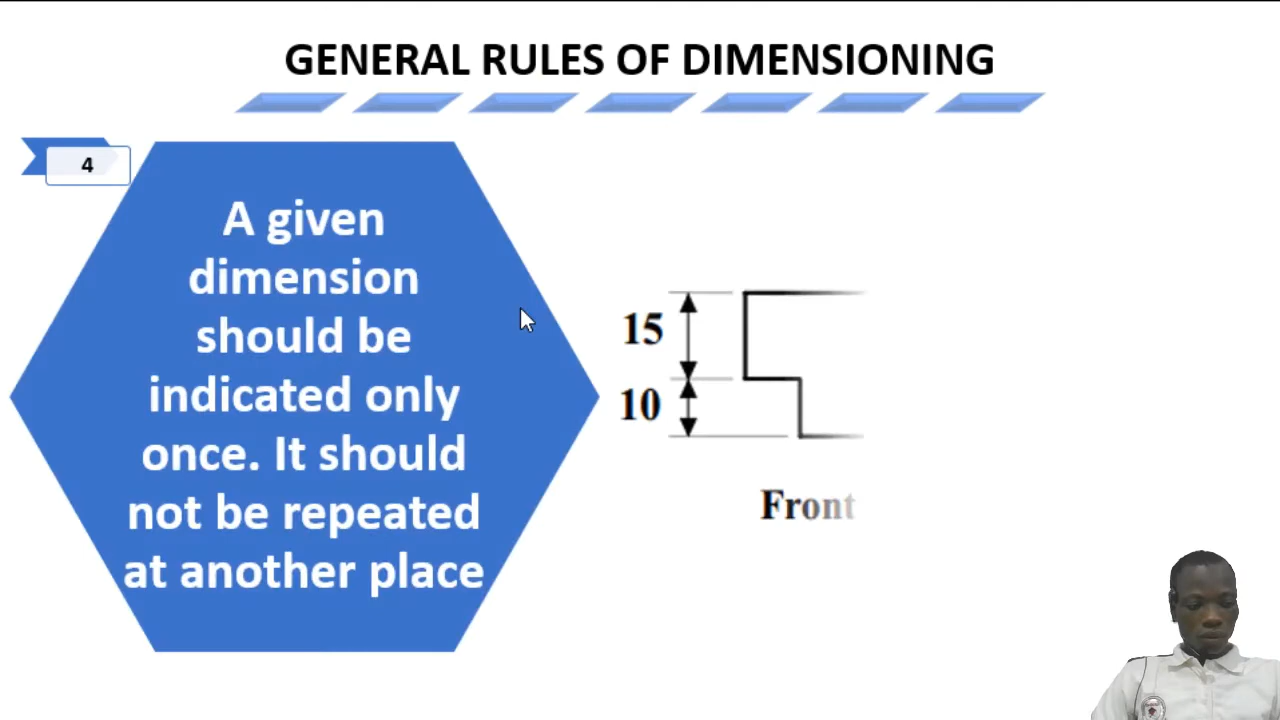 GENERAL RULES OF DIMENSIONING
4
A given
dimension
should be
indicated only
once. It should
not be repeated
at another place
15
10
Front